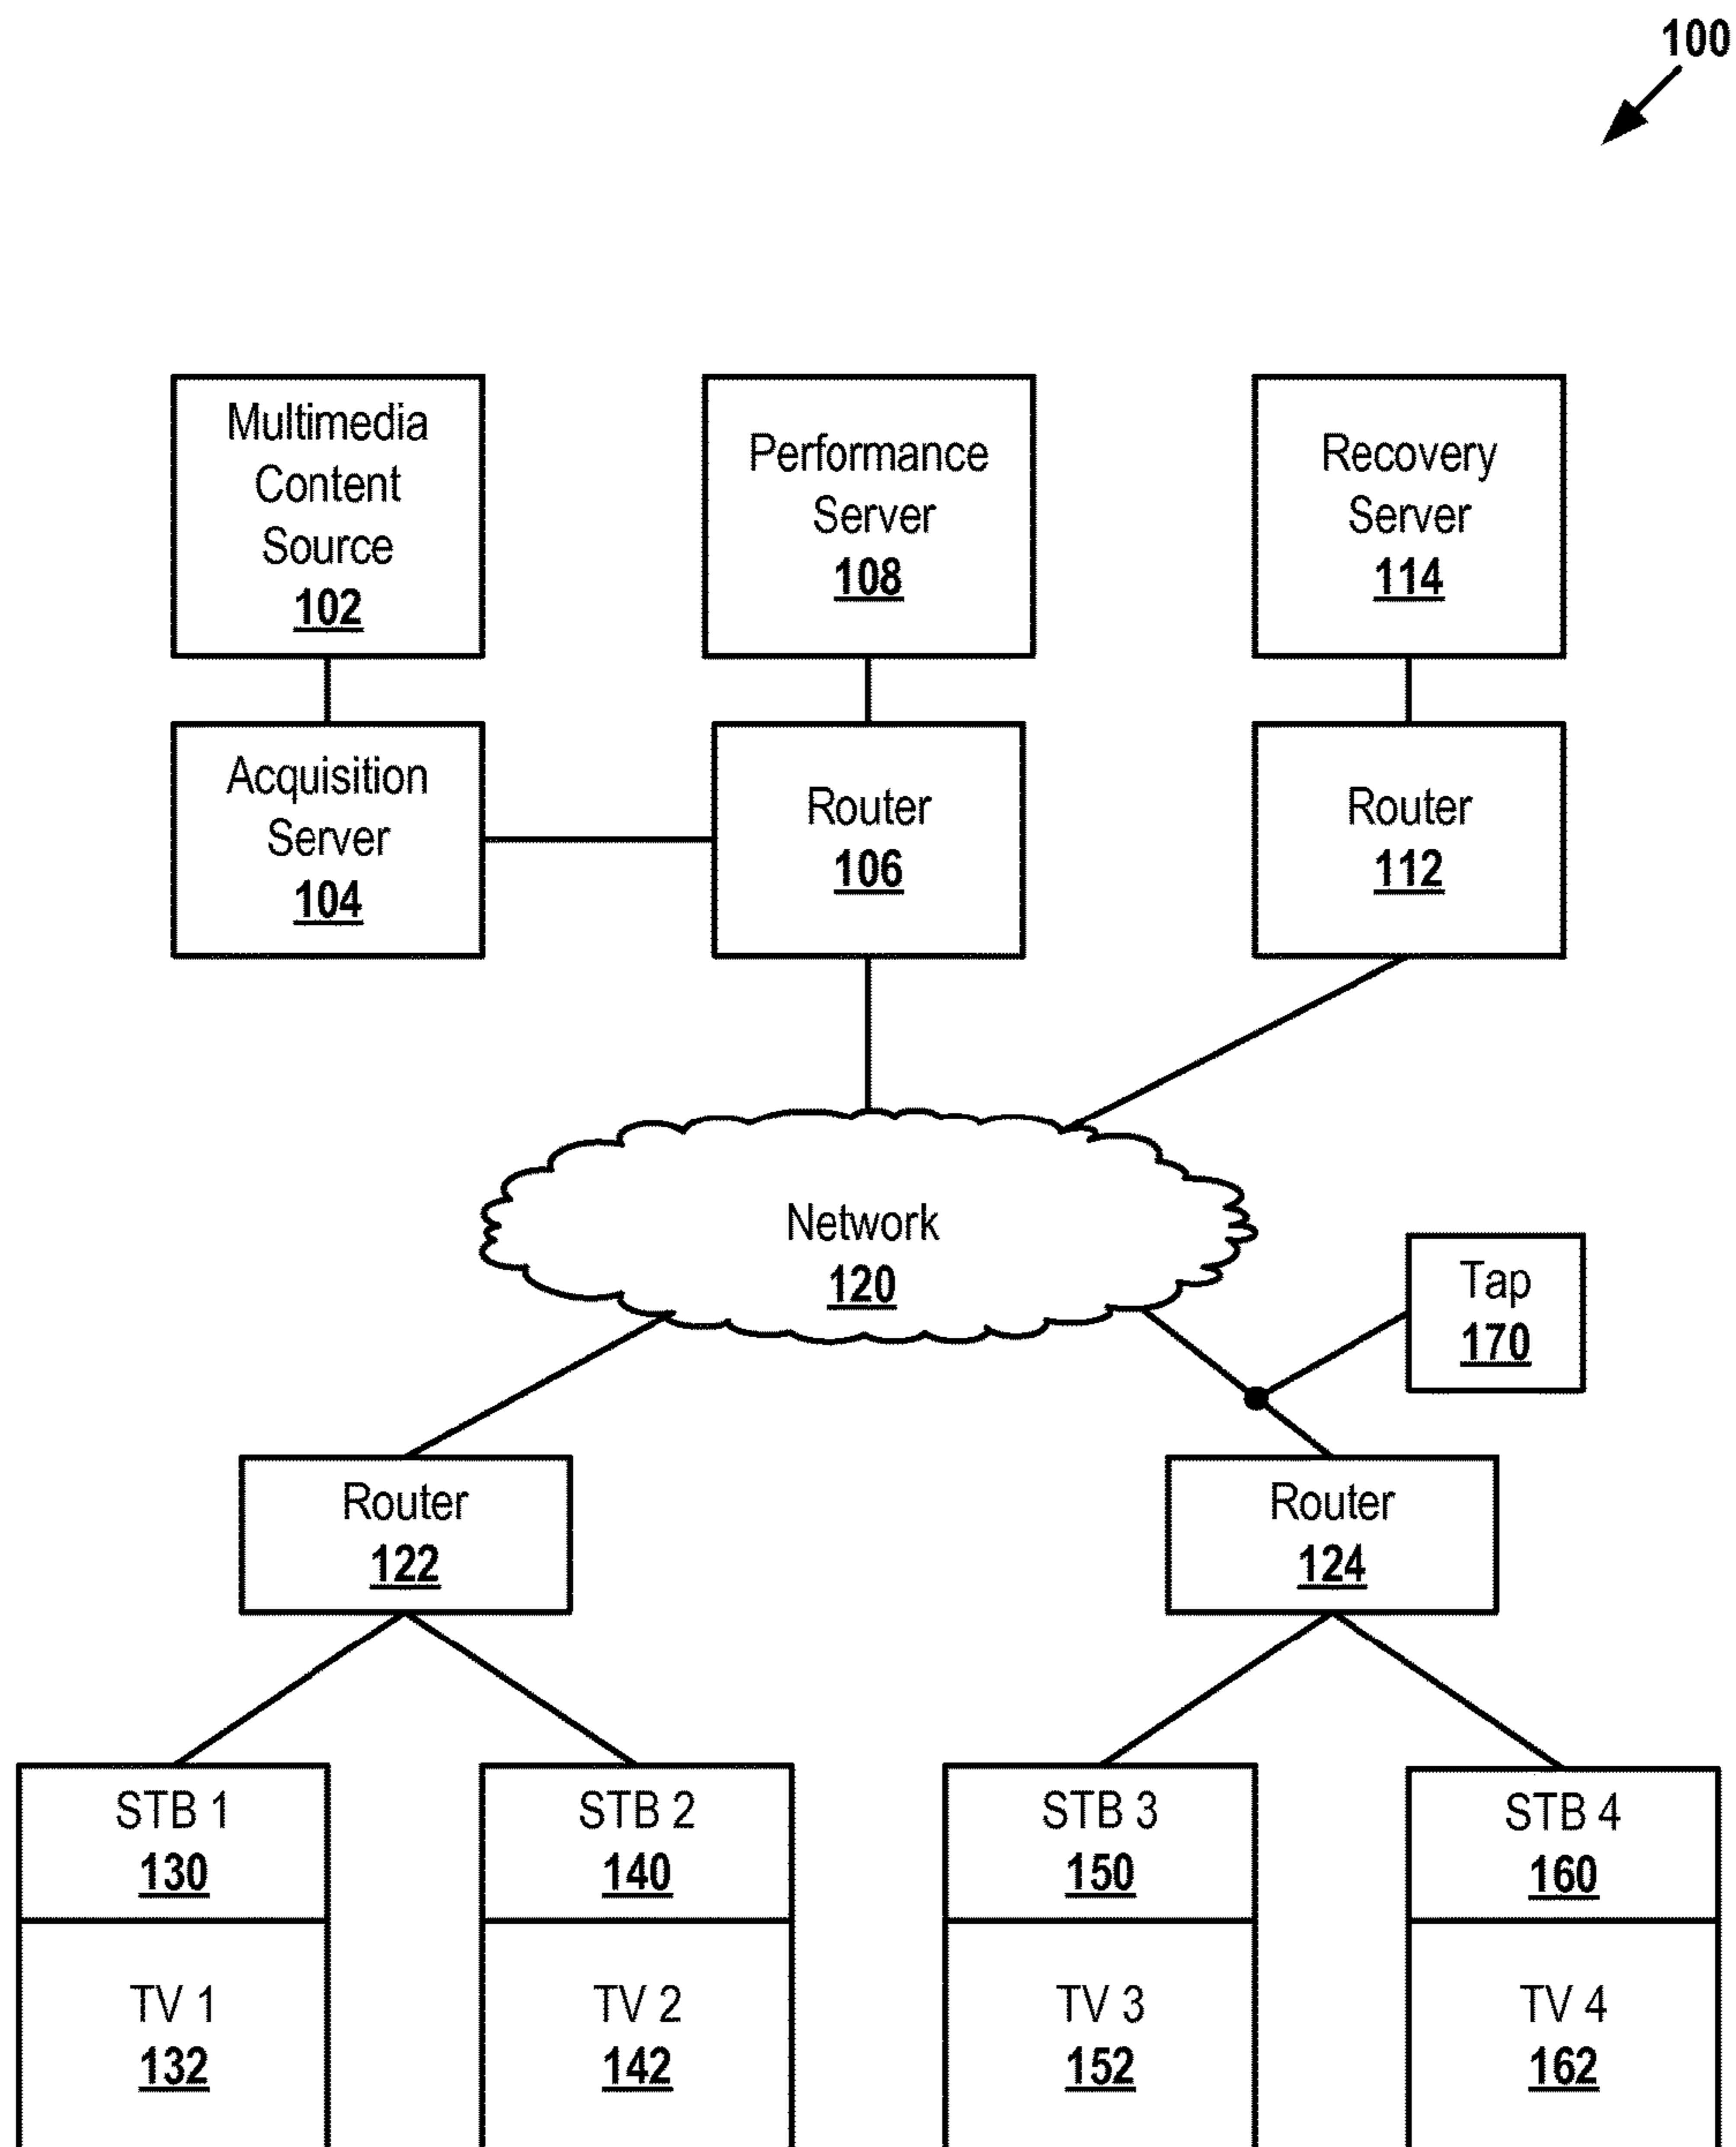 100
Multimedia
Content
Source
102
Performance
Server
108
Recovery
Server
114
Acquisition
Server
104
Router
106
Router
112
Network
120
Tap
170
Router
122
Router
124
STB 1
130
STB 2
140
STB 3
150
STB 4
160
TV 1
132
TV 2
142
TV 3
152
TV 4
162